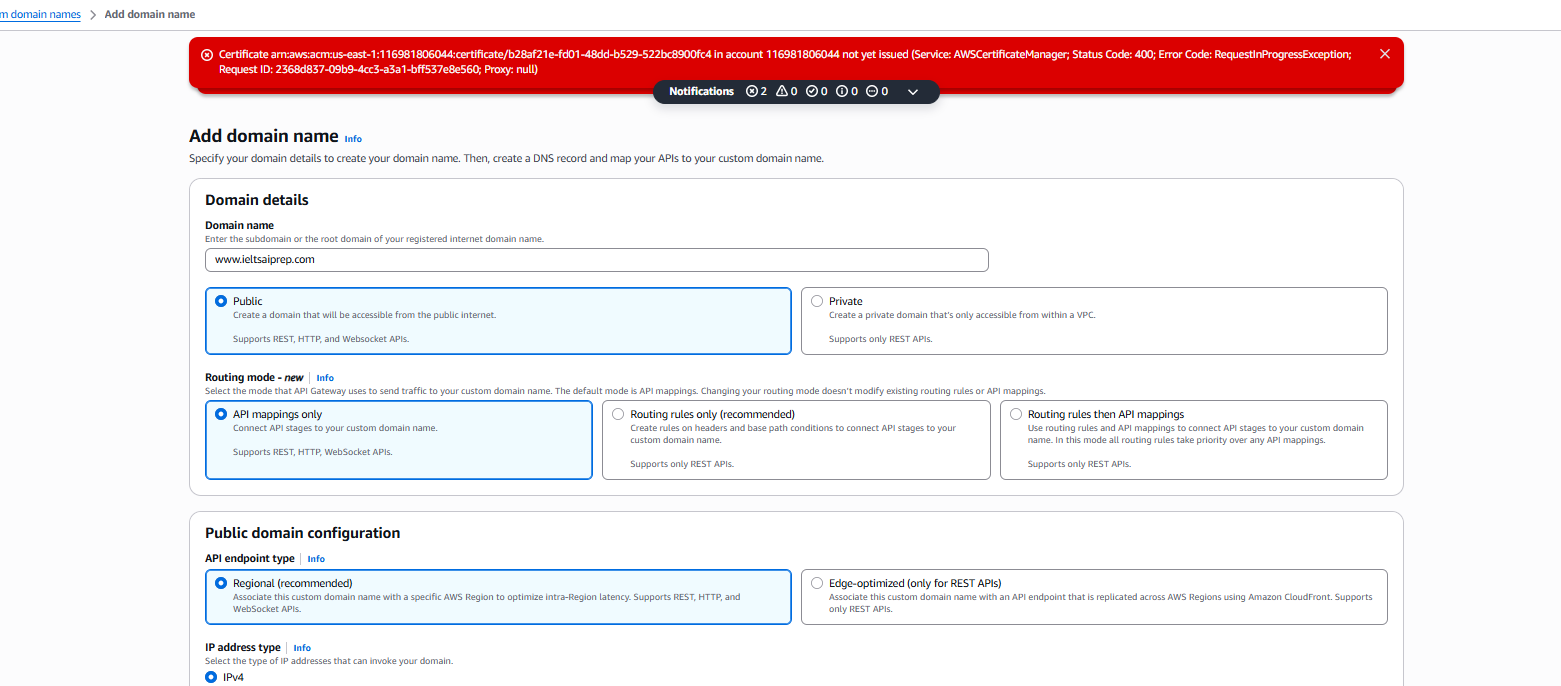 m domain names > Add domain name
Certificate arn:aws:acm:us-east-1:116981806044:certificate/b28af21e-fd01-48dd-b529-522bc8900fc4 in account 116981806044 not yet issued (Service: AWSCertificateManager; Status Code: 400; Error Code: RequestInProgressException;
Request ID: 2368d837-09b9-4cc3-a3a1-bff537e8e560; Proxy: null)
Notifications 2 0 0 0 0
Add domain name Info
Specify your domain details to create your domain name. Then, create a DNS record and map your APIs to your custom domain name.
Domain details
Domain name
Enter the subdomain or the root domain of your registered internet domain name.
www.ieltsaiprep.com
Public
Create a domain that will be accessible from the public internet.
Supports REST, HTTP, and Websocket APIs.
Private
Create a private domain that's only accessible from within a VPC.
Supports only REST APIs.
Routing mode - new Info
Select the mode that API Gateway uses to send traffic to your custom domain name. The default mode is API mappings. Changing your routing mode doesn't modify existing routing rules or API mappings.
API mappings only
Connect API stages to your custom domain name.
Supports REST, HTTP, WebSocket APIs.
Routing rules only (recommended)
Create rules on headers and base path conditions to connect API stages to your
custom domain name.
Supports only REST APIs.
Routing rules then API mappings
Use routing rules and API mappings to connect API stages to your custom domain
name. In this mode all routing rules take priority over any API mappings.
Supports only REST APIs.
Public domain configuration
API endpoint type Info
Regional (recommended)
Associate this custom domain name with a specific AWS Region to optimize intra-Region latency. Supports REST, HTTP, and
WebSocket APIs.
Edge-optimized (only for REST APIs)
Associate this custom domain name with an API endpoint that is replicated across AWS Regions using Amazon CloudFront. Supports
only REST APIs.
IP address type Info
Select the type of IP addresses that can invoke your domain.
IPv4